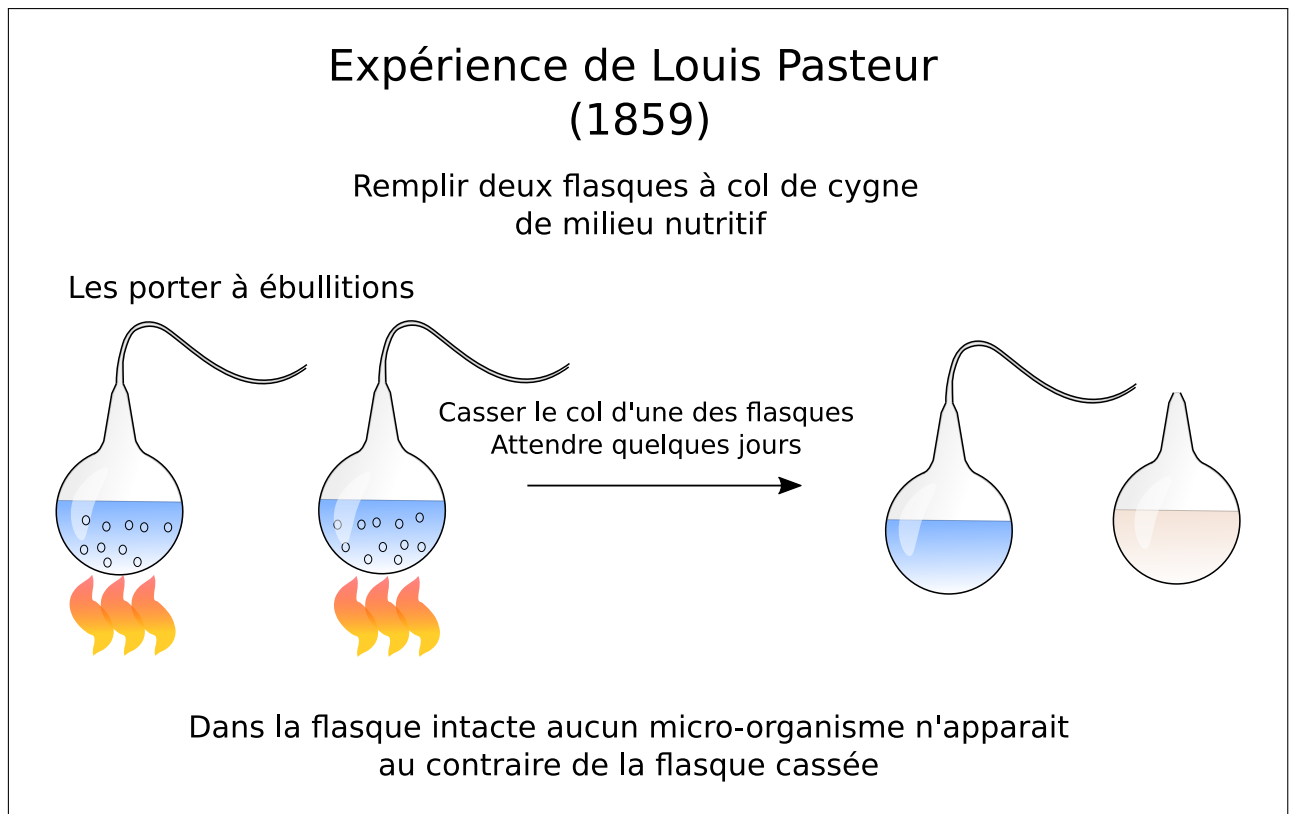 Expérience de Louis Pasteur
(1859)
Remplir deux flasques à col de cygne
de milieu nutritif
Les porter à ébullitions
Casser le col d'une des flasques
Attendre quelques jours
Dans la flasque intacte aucun micro-organisme n'apparait
au contraire de la flasque cassée